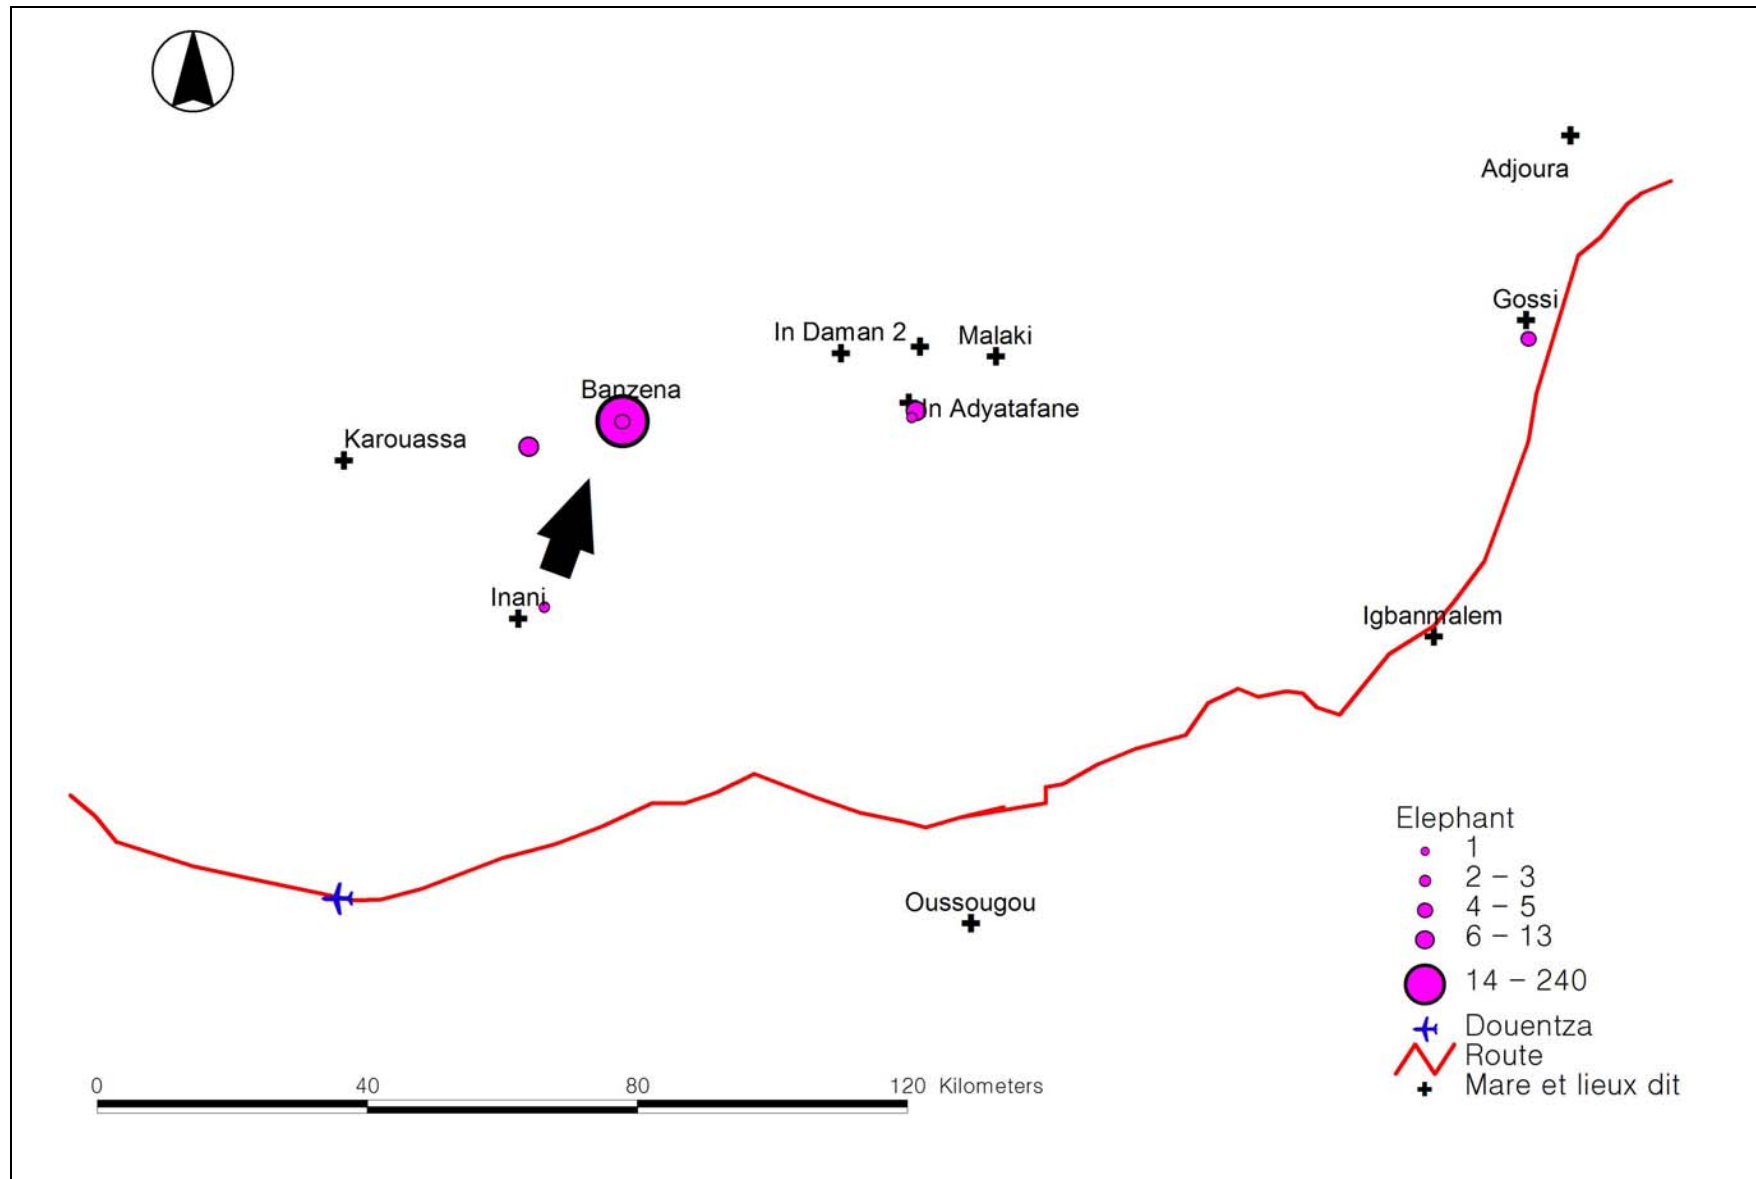 Adjoura
Gossi
In Daman 2
Malaki
Banzena
In Adyatafane
Karouassa
Inani
Igbanmalem
Oussougou
Elephant
1
2 – 3
4 – 5
6 – 13
14 – 240
Douentza
Route
Mare et lieux dit
0 40 80 120 Kilometers